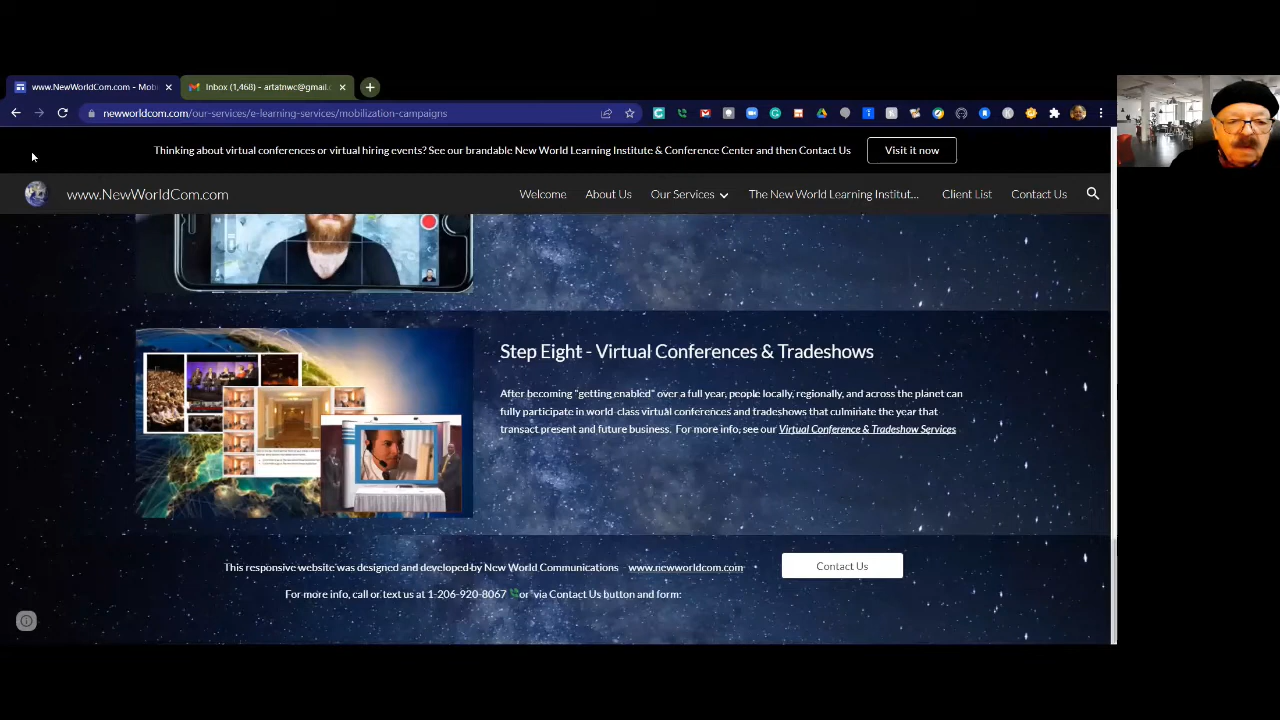 www.NewWorldCom.com - Mob
Inbox (1,468) - artatnwc@gmail.c
newworldcom.com/our-services/e-learning-services/mobilization-campaigns
Thinking about virtual conferences or virtual hiring events? See our brandable New World Learning Institute & Conference Center and then Contact Us
Visit it now
www.NewWorldCom.com
Welcome
About Us
Our Services
The New World Learning Institut...
Client List
Contact Us
Step Eight - Virtual Conferences & Tradeshows
After becoming "getting enabled" over a full year, people locally, regionally, and across the planet can
fully participate in world-class virtual conferences and tradeshows that culminate the year that
transact present and future business. For more info, see our Virtual Conference & Tradeshow Services
This responsive website was designed and developed by New World Communications www.newworldcom.com
Contact Us
For more info, call or text us at 1-206-920-8067 or via Contact Us button and form: